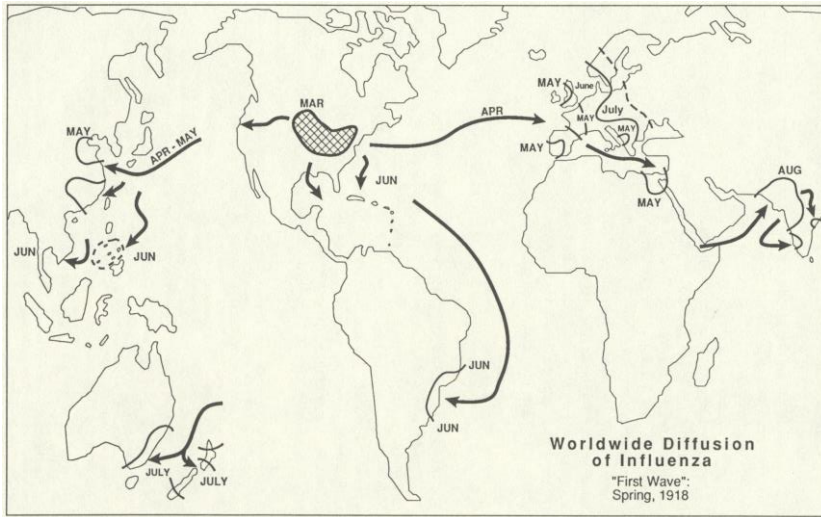 MAR
MAY
APR - MAY
JUN
JUN
JULY
JULY
JUN
JUN
JUN
APR
MAY
June
MAY
July
MAY
MAY
MAY
AUG
Worldwide Diffusion
of Influenza
"First Wave":
Spring, 1918